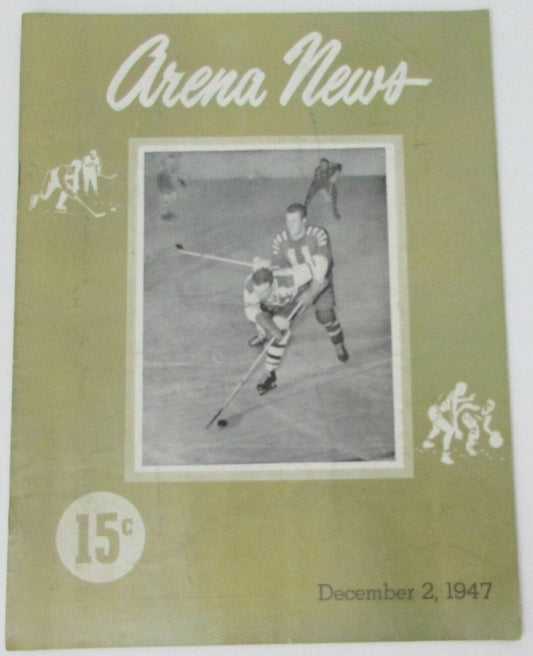 Arena News
15c
December 2, 1947